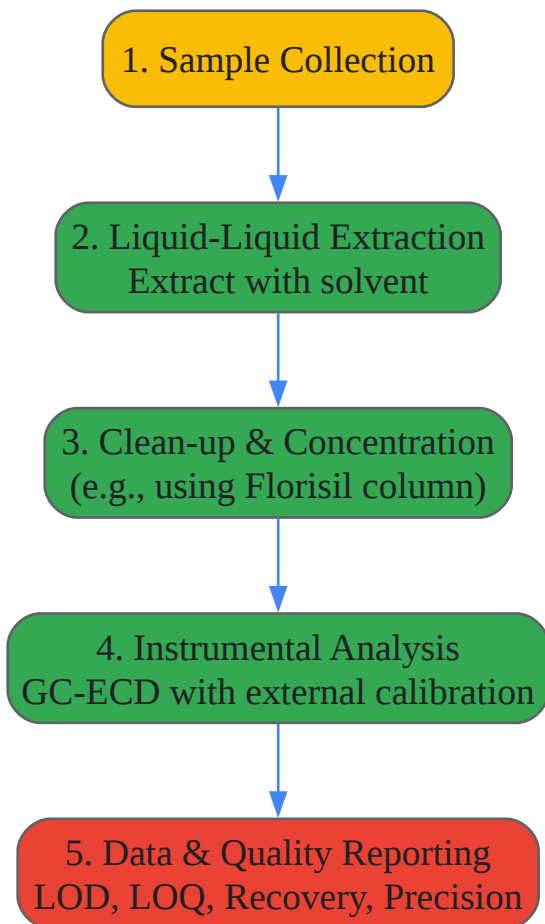 1. Sample Collection
2. Liquid-Liquid Extraction
Extract with solvent
3. Clean-up & Concentration
(e.g., using Florisil column)
4. Instrumental Analysis
GC-ECD with external calibration
5. Data & Quality Reporting
LOD, LOQ, Recovery, Precision